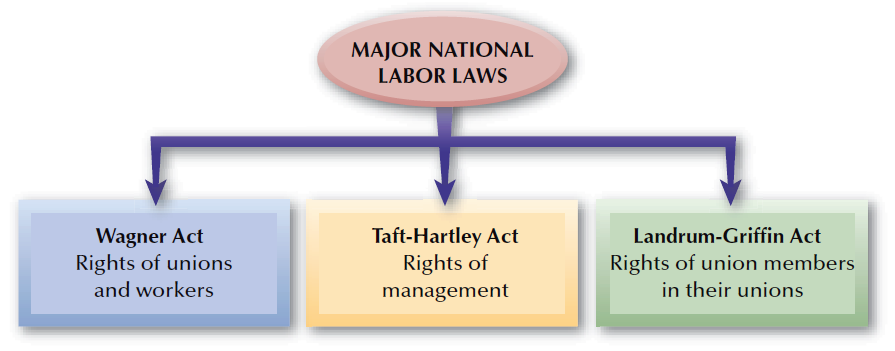 MAJOR NATIONAL
LABOR LAWS
Wagner Act
Rights of unions
and workers
Taft-Hartley Act
Rights of
management
Landrum-Griffin Act
Rights of union members
in their unions